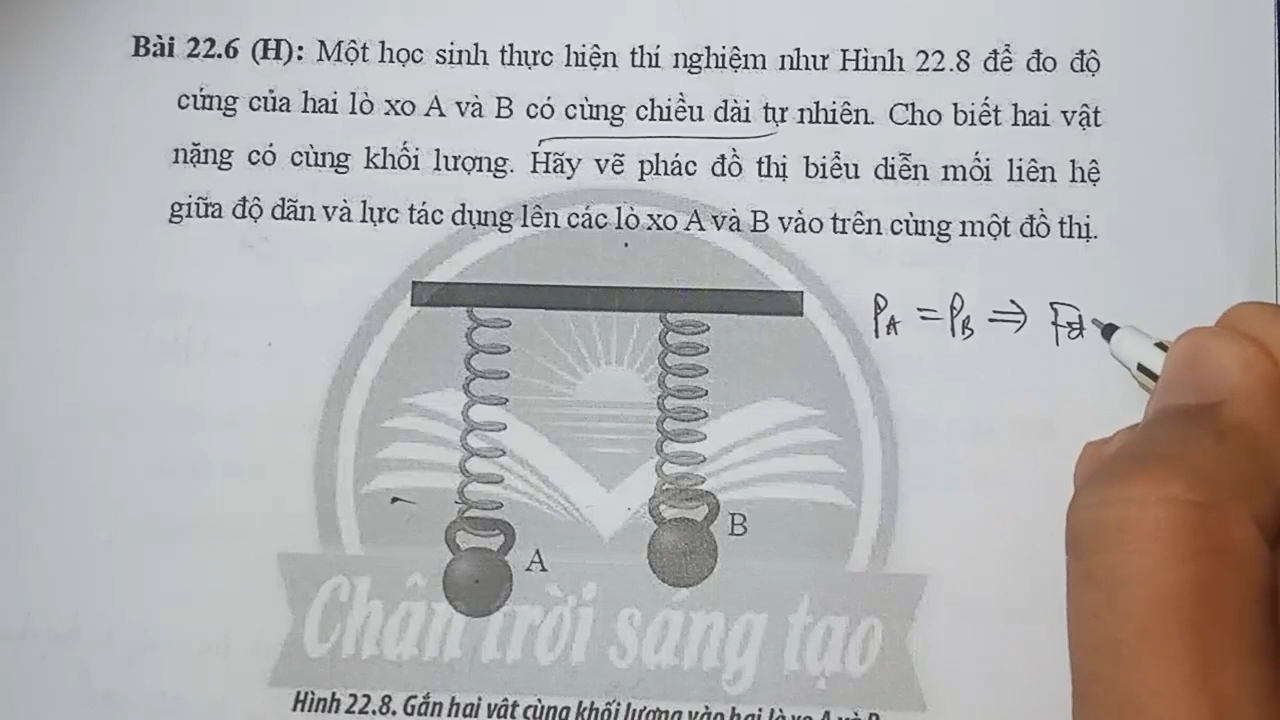 Bài 22.6 (H): Một học sinh thực hiện thí nghiệm như Hình 22.8 để đo độ
cứng của hai lò xo A và B có cùng chiều dài tự nhiên. Cho biết hai vật
nặng có cùng khối lượng. Hãy vẽ phác đồ thị biểu diễn mối liên hệ
giữa độ dãn và lực tác dụng lên các lò xo A và B vào trên cùng một đồ thị.
P_A = P_B ⇒ Fđ
B
A
Chân trời sáng tạo
Hình 22.8. Gắn hai vật cùng khối lượng vào hai lò xo A và B